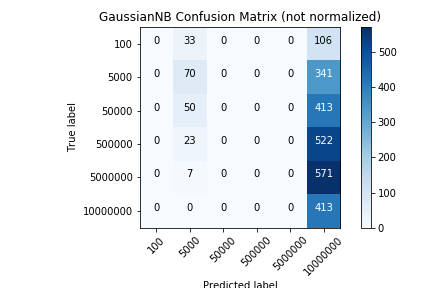 GaussianNB Confusion Matrix (not normalized)
100 0 33 0 0 0 106
5000 0 70 0 0 0 341
50000 0 50 0 0 0 413
500000 0 23 0 0 0 522
5000000 0 7 0 0 0 571
10000000 0 0 0 0 0 413
True label
100 5000 50000 500000 5000000 10000000
Predicted label
500
400
300
200
100
0